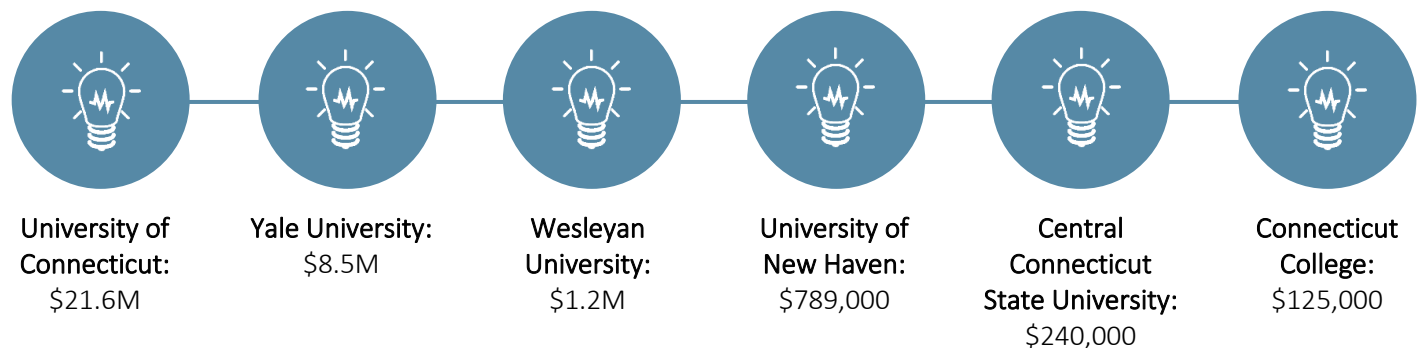 University of
Connecticut:
$21.6M
Yale University:
$8.5M
Wesleyan
University:
$1.2M
University of
New Haven:
$789,000
Central
Connecticut
State University:
$240,000
Connecticut
College:
$125,000